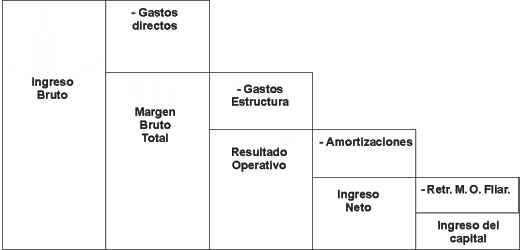 - Gastos
directos
Ingreso
Bruto
- Gastos
Estructura
Margen
Bruto
Total
- Amortizaciones
Resultado
Operativo
- Retr. M. O. Fliar.
Ingreso
Neto
Ingreso del
capital